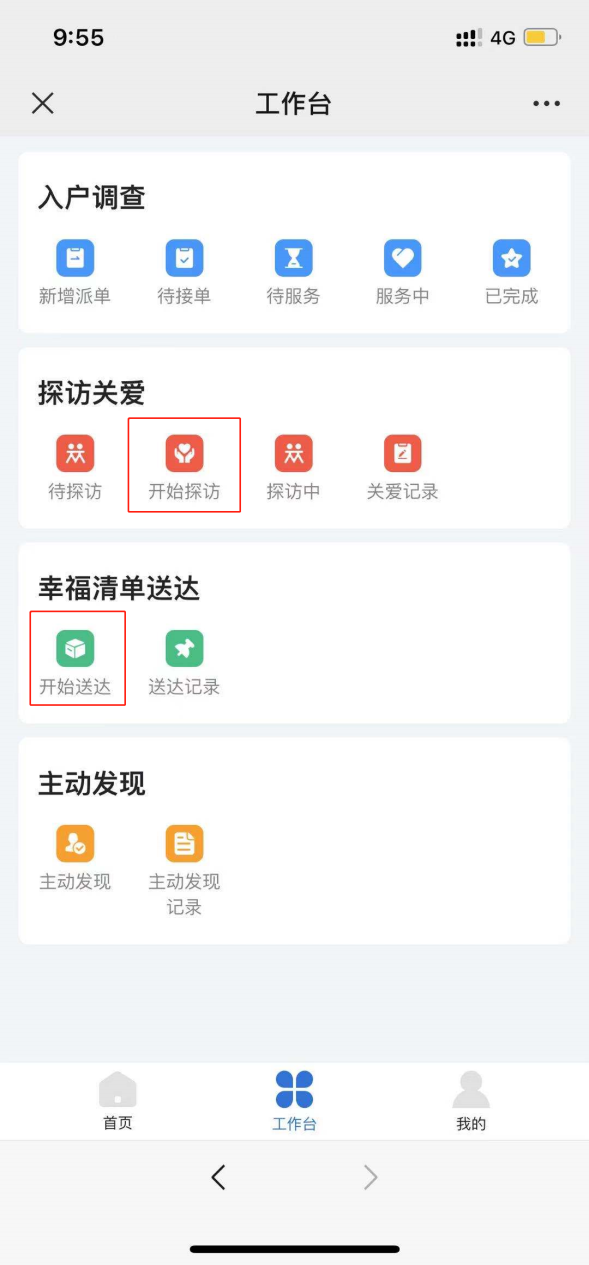 9:55
4G
工作台
入户调查
新增派单 待接单 待服务 服务中 已完成
探访关爱
待探访 开始探访 探访中 关爱记录
幸福清单送达
开始送达 送达记录
主动发现
主动发现 主动发现
记录
首页 工作台 我的